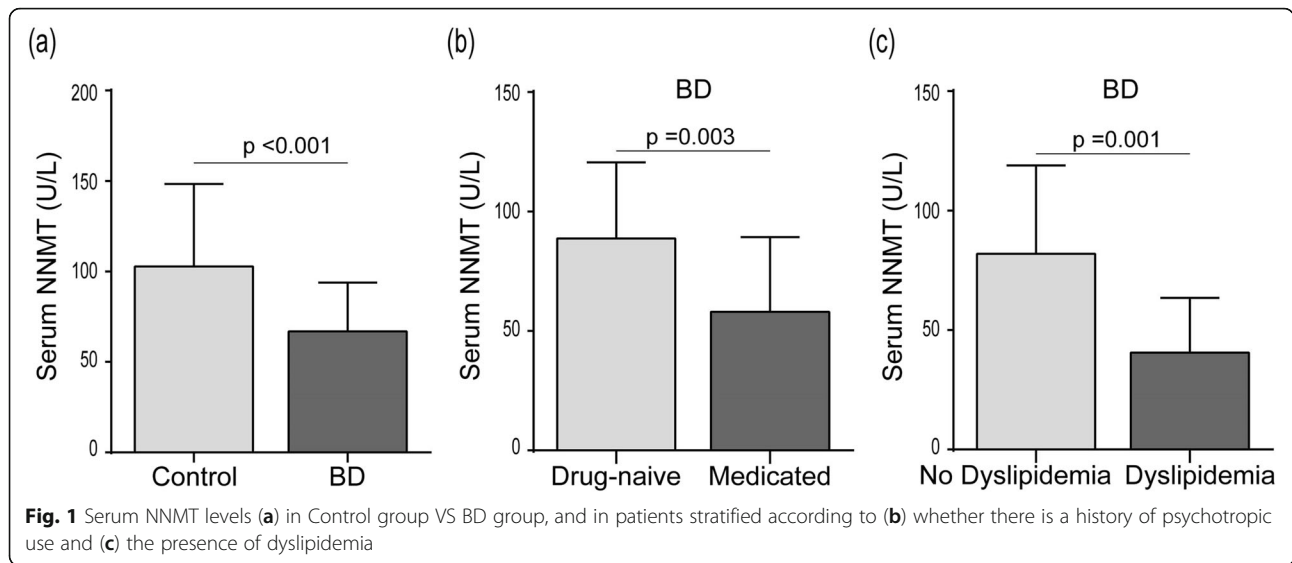 (a)
200
150
100
50
0
Serum NNMT (U/L)
p <0.001
Control
BD
(b)
BD
150
100
50
0
Serum NNMT (U/L)
p =0.003
Drug-naive
Medicated
(c)
BD
150
100
50
0
Serum NNMT (U/L)
p =0.001
No Dyslipidemia
Dyslipidemia
Fig. 1 Serum NNMT levels (a) in Control group VS BD group, and in patients stratified according to (b) whether there is a history of psychotropic
use and (c) the presence of dyslipidemia